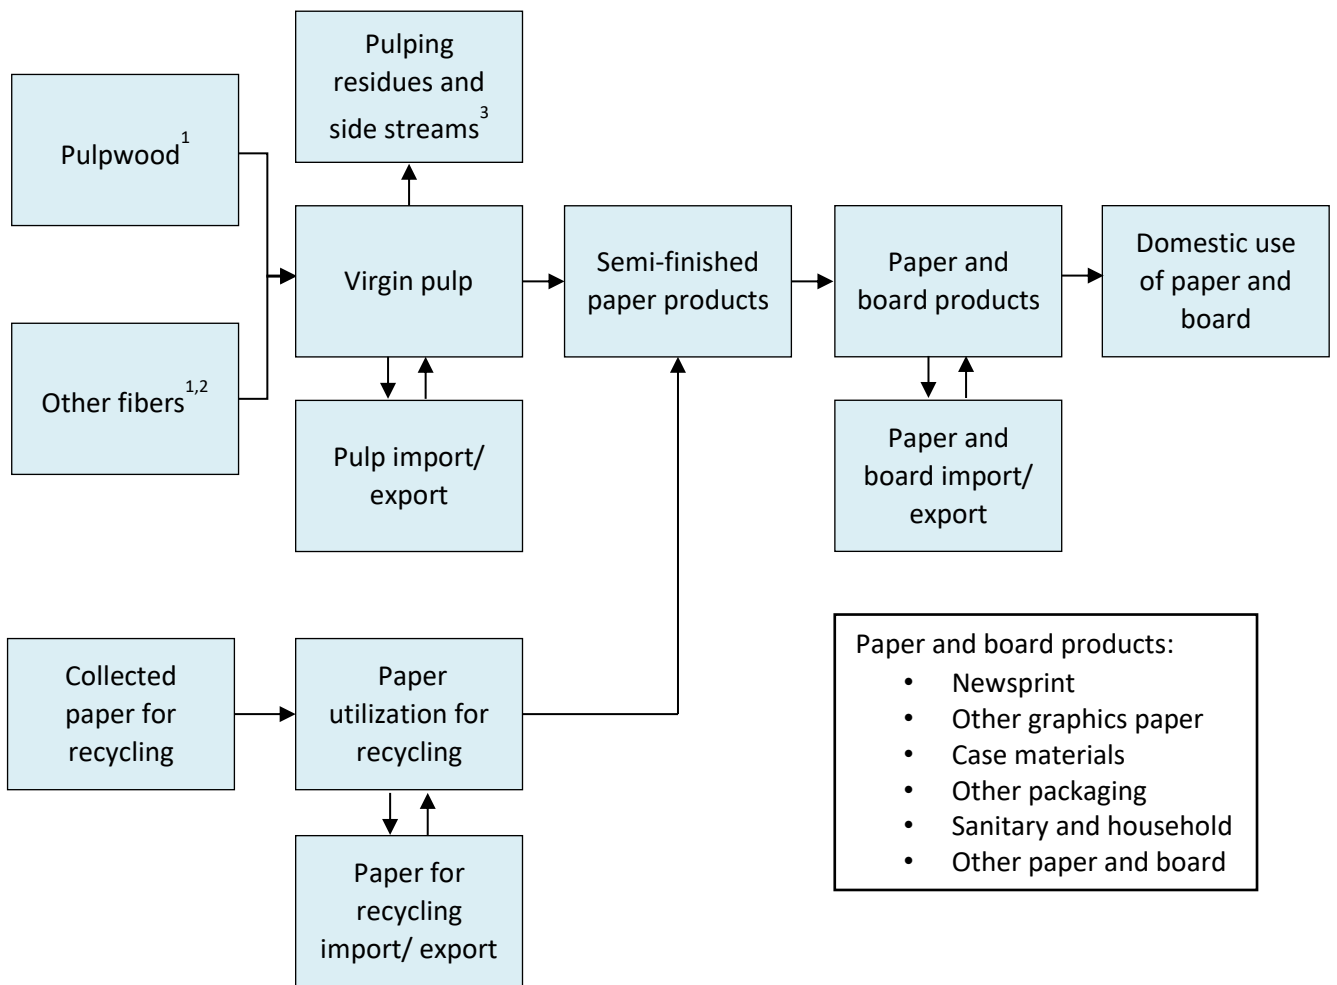 Pulping
residues and
side streams3
Pulpwood1
Virgin pulp
Semi-finished
paper products
Paper and
board products
Domestic use
of paper and
board
Other fibers1,2
Pulp import/
export
Paper and
board import/
export
Collected
paper for
recycling
Paper
utilization for
recycling
Paper for
recycling
import/ export
Paper and board products:
• Newsprint
• Other graphics paper
• Case materials
• Other packaging
• Sanitary and household
• Other paper and board